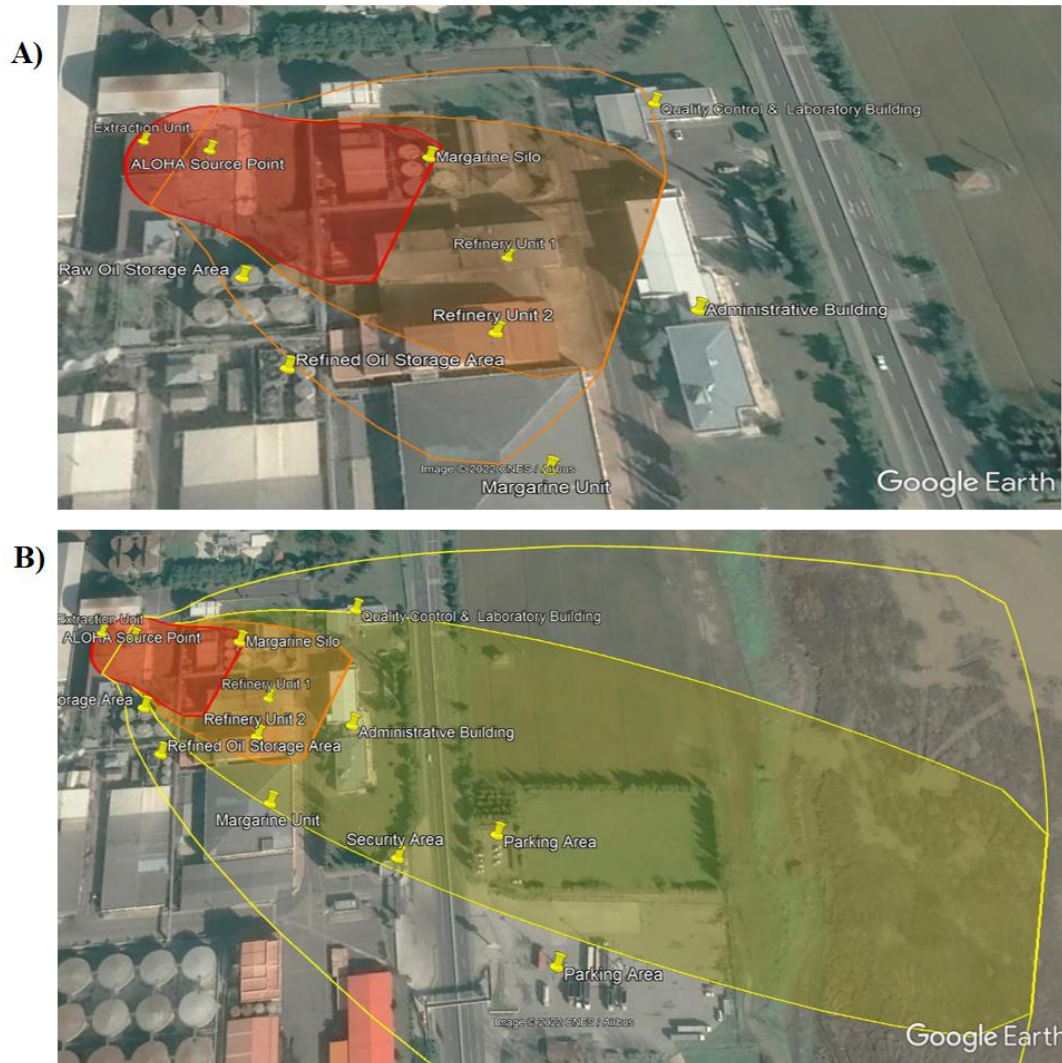 A)
Quality Control & Laboratory Building
Extraction Unit
ALOHA Source Point
Margarine Silo
Refinery Unit 1
Raw Oil Storage Area
Administrative Building
Refinery Unit 2
Refined Oil Storage Area
Image © 2022 CNES / Airbus
Margarine Unit
Google Earth
B)
Quality Control & Laboratory Building
Extraction Unit
ALOHA Source Point
Margarine Silo
Refinery Unit 1
orage Area
Refinery Unit 2
Administrative Building
Refined Oil Storage Area
Margarine Unit
Security Area
Parking Area
Parking Area
Image © 2022 CNES / Airbus
Google Earth